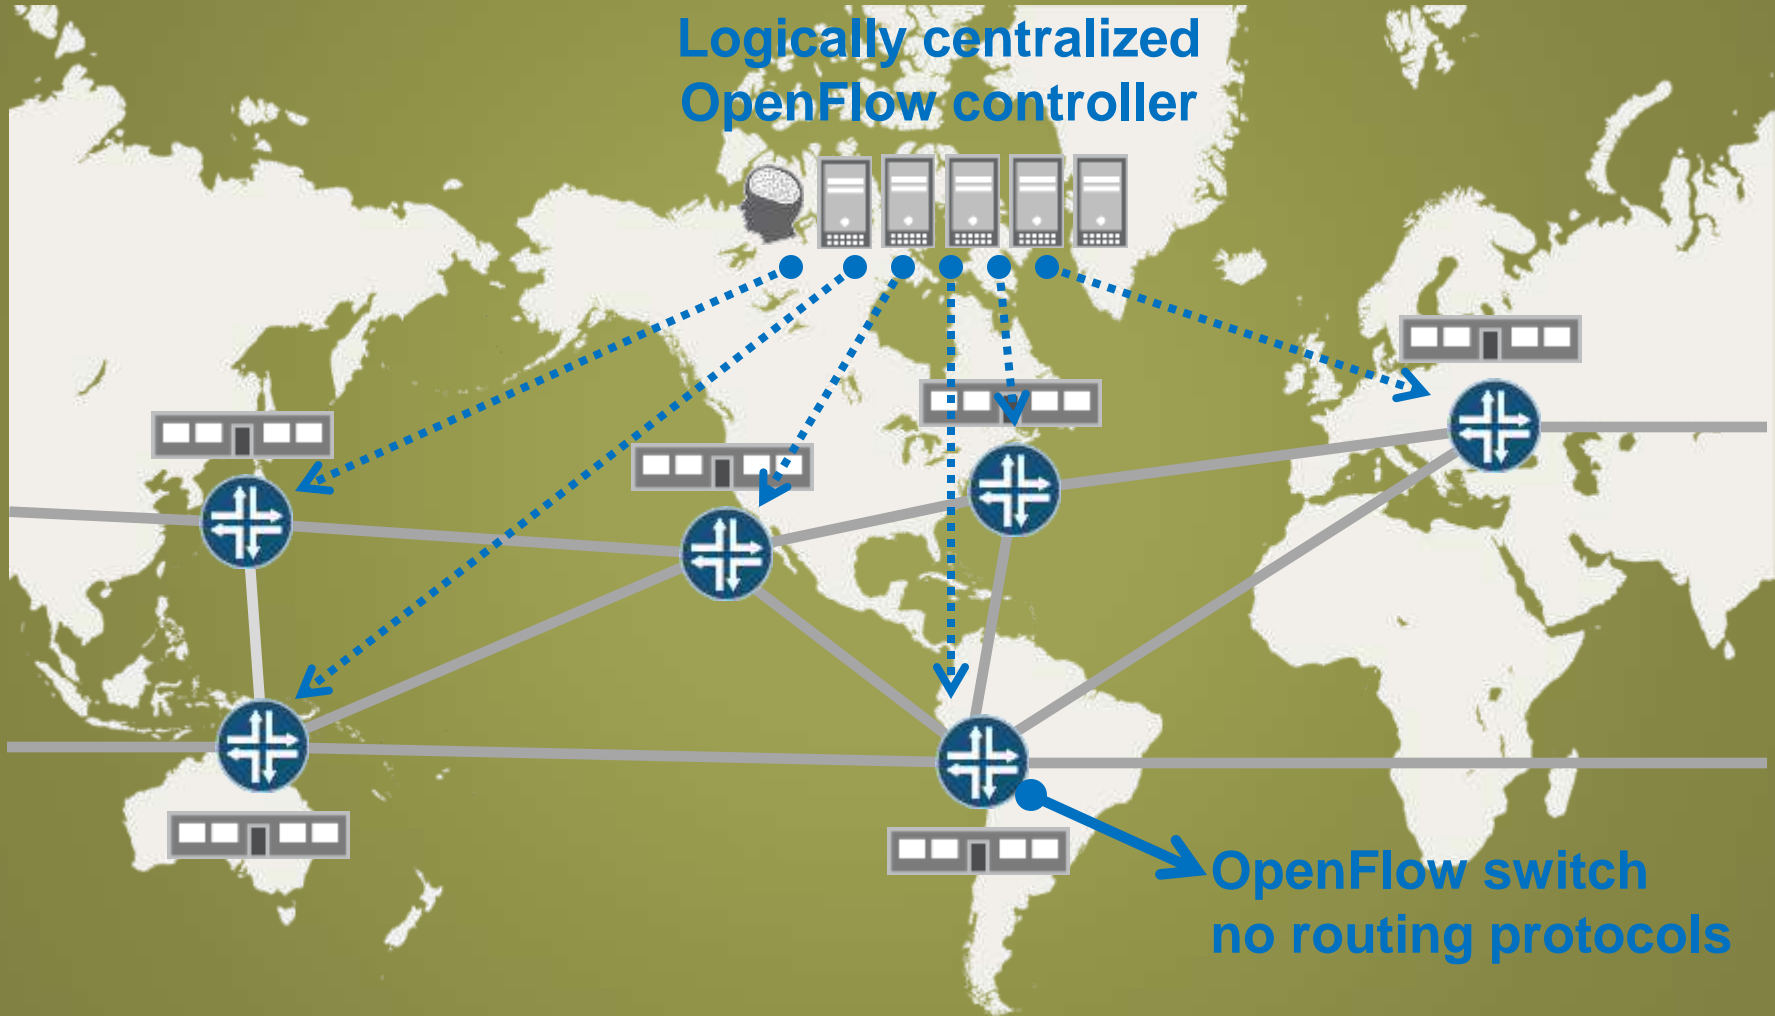 Logically centralized
OpenFlow controller
OpenFlow switch
no routing protocols